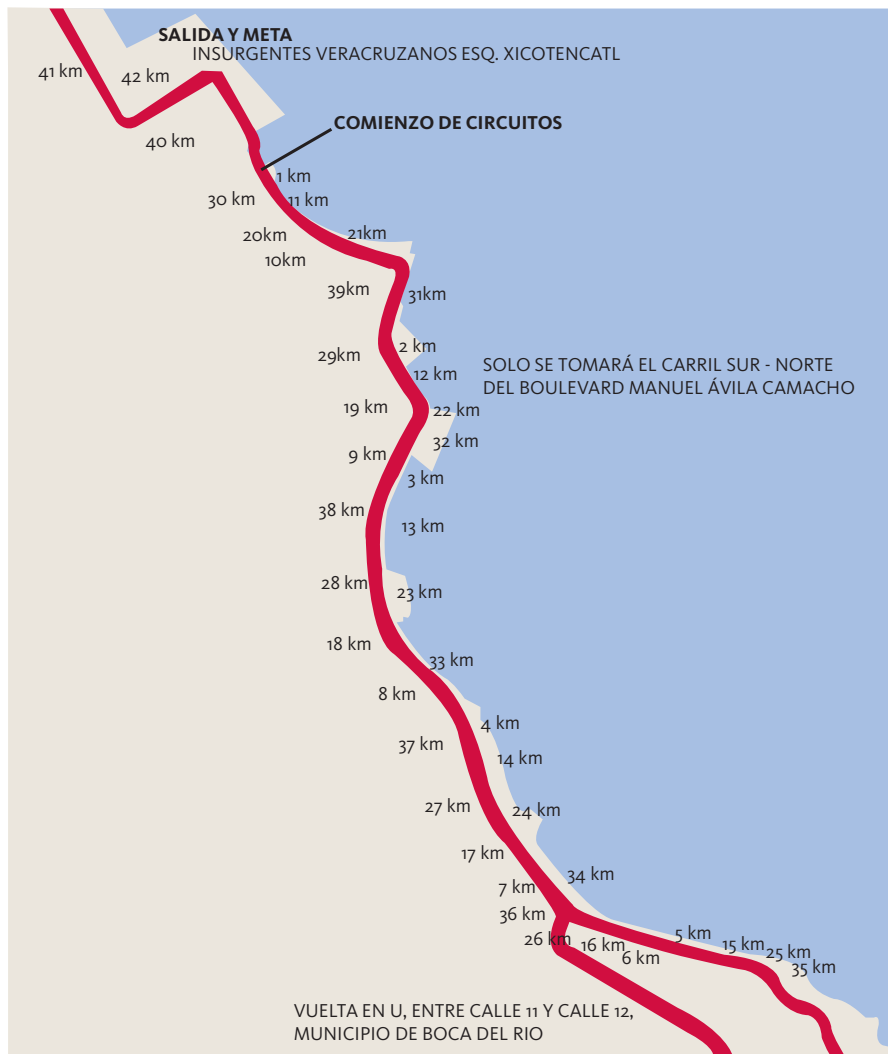 SALIDA Y META
INSURGENTES VERACRUZANOS ESQ. XICOTENCATL
41 km
42 km
40 km
COMIENZO DE CIRCUITOS
1 km
30 km
11 km
20km
21km
10km
39km
31km
2 km
29km
SOLO SE TOMARÁ EL CARRIL SUR - NORTE
DEL BOULEVARD MANUEL ÁVILA CAMACHO
12 km
19 km
22 km
32 km
9 km
3 km
38 km
13 km
28 km
23 km
18 km
33 km
8 km
4 km
37 km
14 km
27 km
24 km
17 km
34 km
7 km
36 km
26 km
16 km
5 km
6 km
15 km
25 km
35 km
VUELTA EN U, ENTRE CALLE 11 Y CALLE 12,
MUNICIPIO DE BOCA DEL RIO